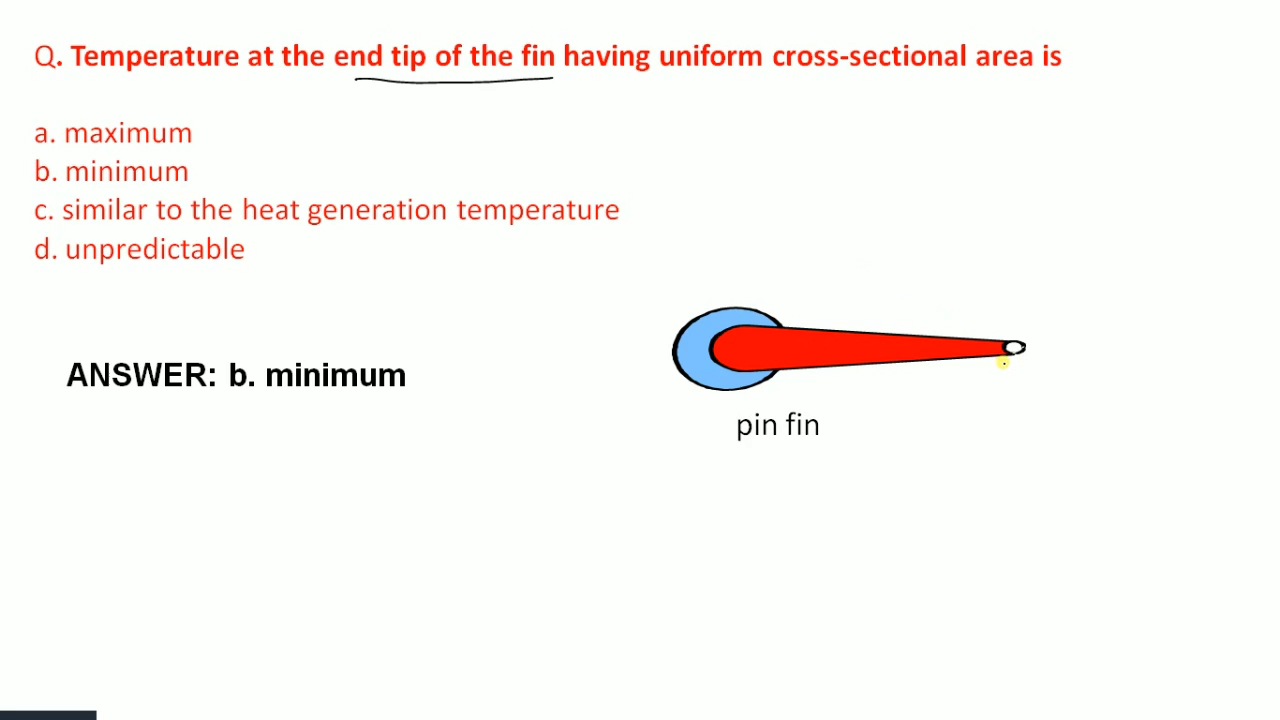 Q. Temperature at the end tip of the fin having uniform cross-sectional area is
a. maximum
b. minimum
c. similar to the heat generation temperature
d. unpredictable
ANSWER: b. minimum
pin fin